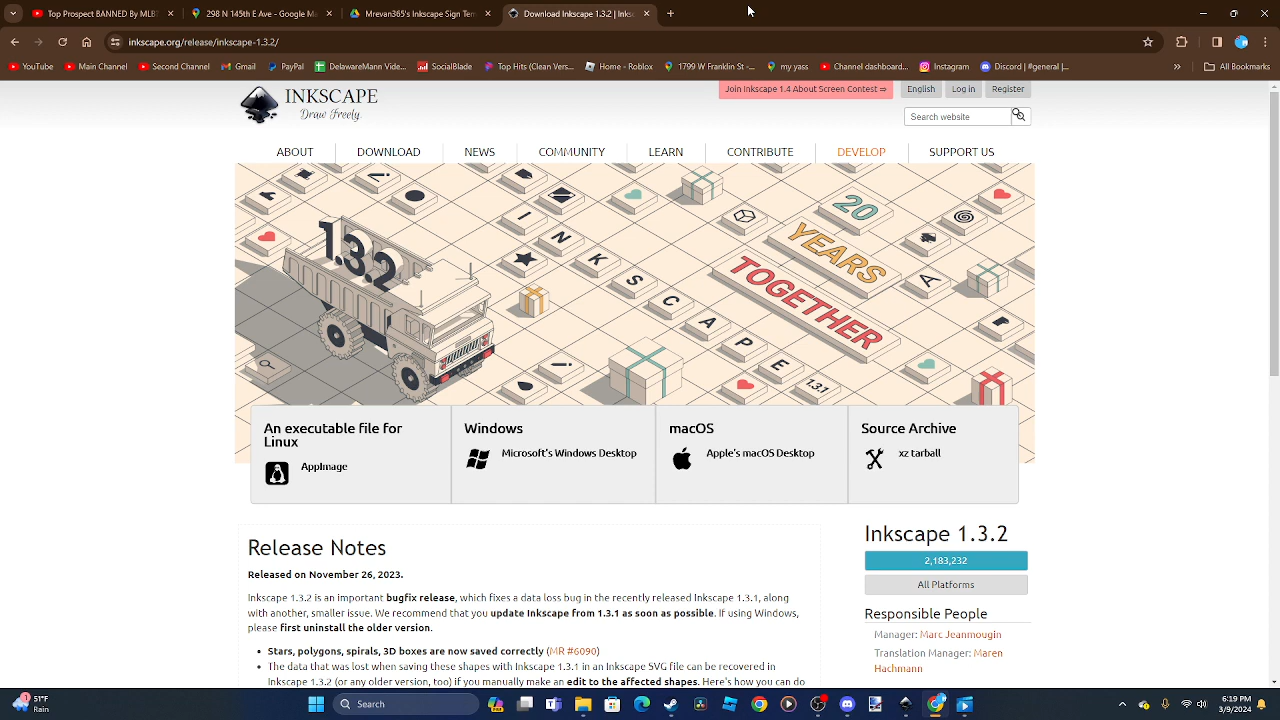 Top Prospect BANNED By MLB?
298 N 145th E Ave - Google Ma
Mrevan365's Inkscape Sign Tem
Download Inkscape 1.3.2 | Inks
inkscape.org/release/inkscape-1.3.2/
YouTube
Main Channel
Second Channel
Gmail
PayPal
DelawareMann Vide...
SocialBlade
Top Hits (Clean Vers...
Home - Roblox
1799 W Franklin St –...
Your yass
Channel dashboard...
Instagram
Discord | #general |...
All Bookmarks
INKSCAPE
Draw Freely.
Join Inkscape 1.4 About Screen Contest ⇒
English
Log in
Register
Search website
ABOUT
DOWNLOAD
NEWS
COMMUNITY
LEARN
CONTRIBUTE
DEVELOP
SUPPORT US
1.3.2
INKSCAPE
1.3.1
20
YEARS
TOGETHER
A
An executable file for
Linux
AppImage
Windows
Microsoft's Windows Desktop
macOS
Apple's macOS Desktop
Source Archive
xz tarball
Release Notes
Released on November 26, 2023.
Inkscape 1.3.2 is an important bugfix release, which fixes a data loss bug in the recently released Inkscape 1.3.1, along
with another, smaller issue. We recommend that you update Inkscape from 1.3.1 as soon as possible. If using Windows,
please first uninstall the older version.
• Stars, polygons, spirals, 3D boxes are now saved correctly (MR #6090)
• The data that was lost when saving these shapes with Inkscape 1.3.1 in an Inkscape SVG file can be recovered in
Inkscape 1.3.2 (or any older version, too) if you manually make an edit to the affected shapes. Here's how you can do
Inkscape 1.3.2
2,183,232
All Platforms
Responsible People
Manager: Marc Jeanmougin
Translation Manager: Maren
Hachmann
51°F
Rain
Search
6:19 PM
3/9/2024